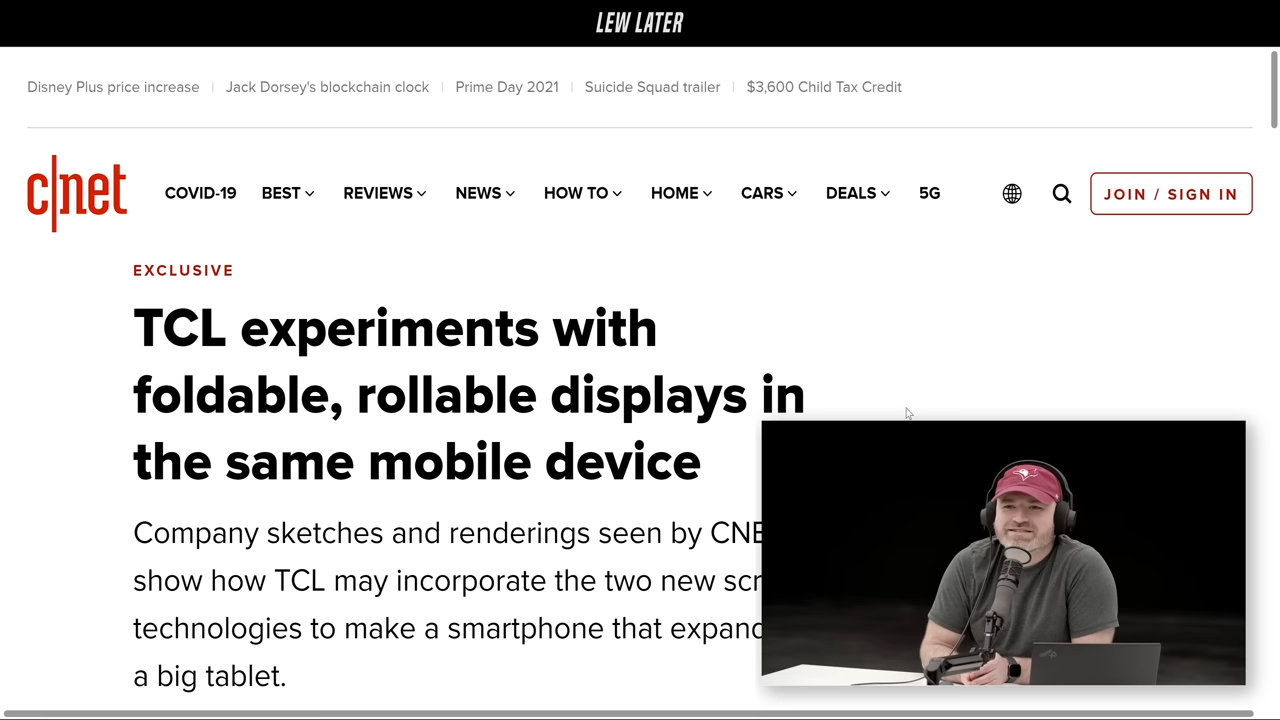 LEW LATER
Disney Plus price increase | Jack Dorsey's blockchain clock | Prime Day 2021 | Suicide Squad trailer | $3,600 Child Tax Credit
c|net COVID-19 BEST REVIEWS NEWS HOW TO HOME CARS DEALS 5G JOIN / SIGN IN
EXCLUSIVE
TCL experiments with
foldable, rollable displays in
the same mobile device
Company sketches and renderings seen by
show how TCL may incorporate the two new
technologies to make a smartphone that
a big tablet.